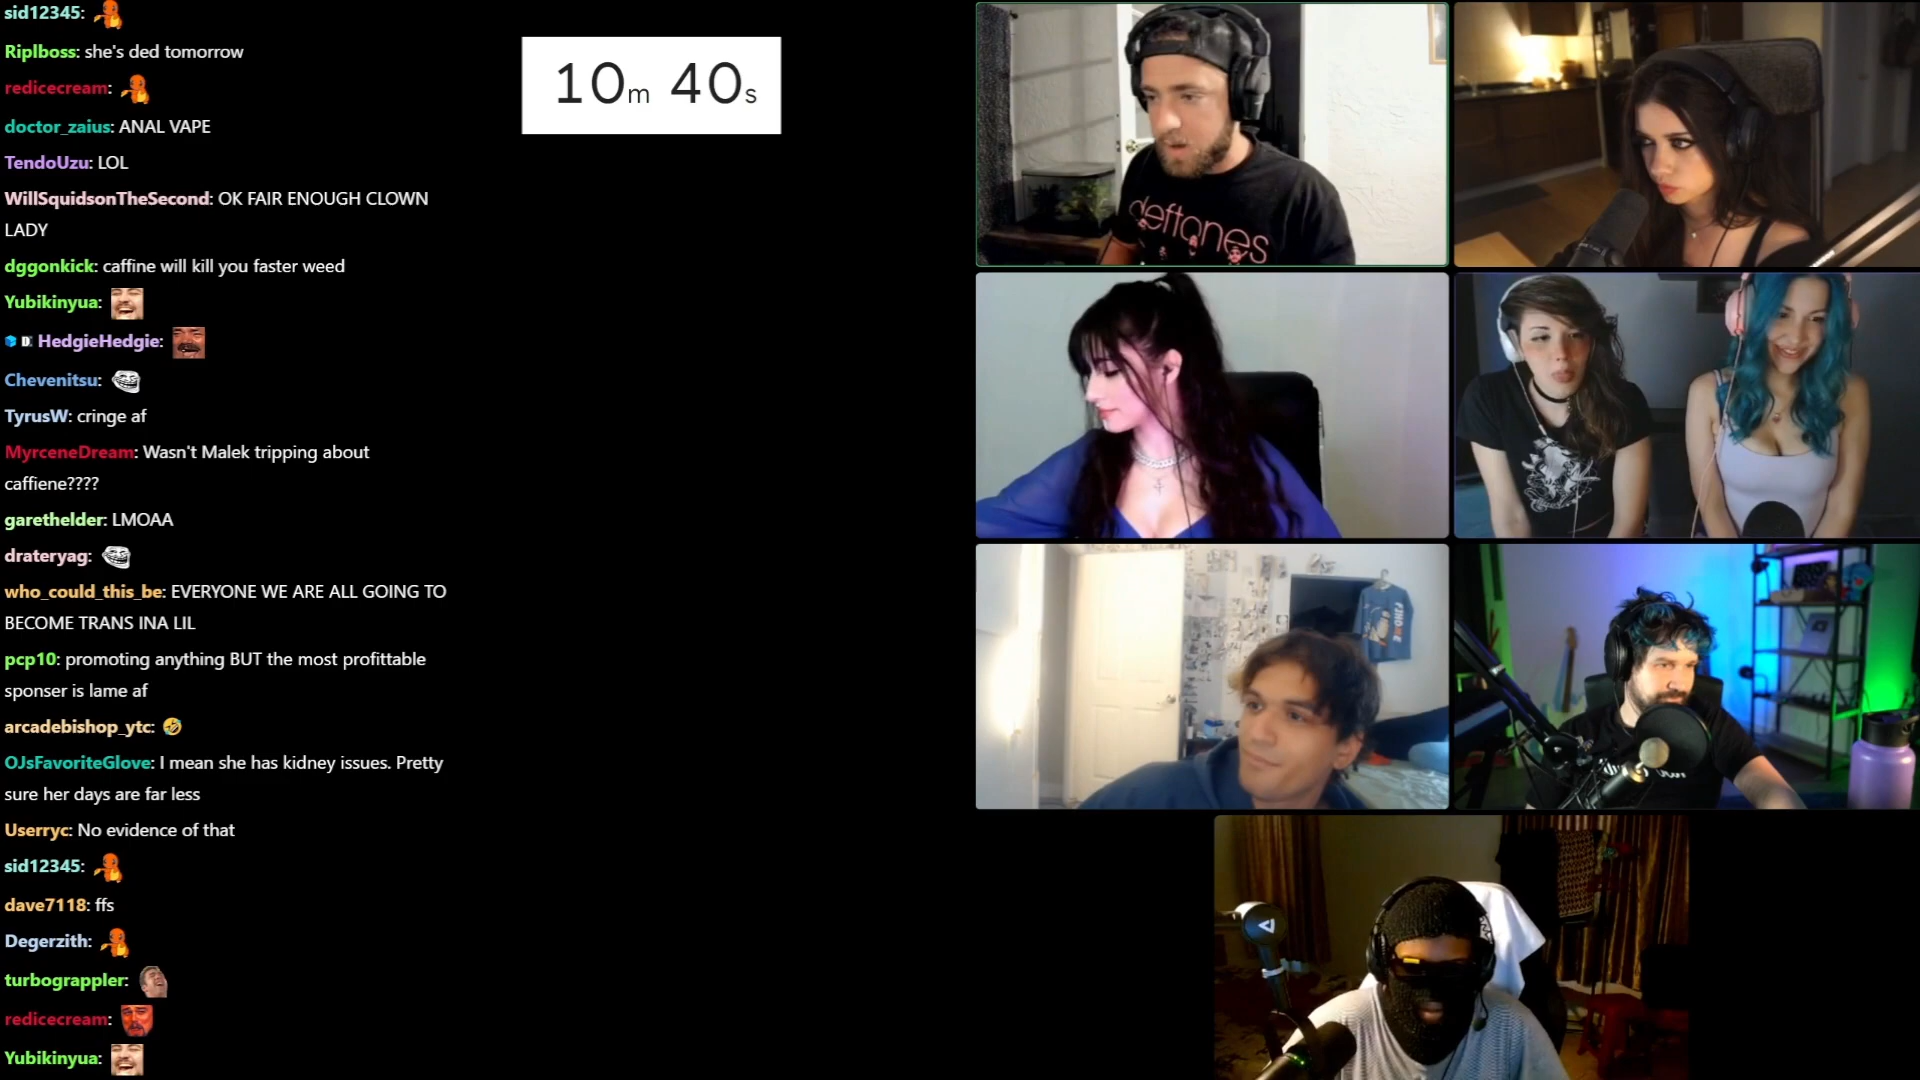 sid12345:
Riplboss: she's ded tomorrow
redicecream:
doctor_zaius: ANAL VAPE
TendoUzu: LOL
WillSquidsonTheSecond: OK FAIR ENOUGH CLOWN
LADY
dggonkick: caffine will kill you faster weed
Yubikinyua:
D HedgieHedgie:
Chevenitsu:
TyrusW: cringe af
MyrceneDream: Wasn't Malek tripping about
caffiene????
garethelder: LMOAA
drateryag:
who_could_this_be: EVERYONE WE ARE ALL GOING TO
BECOME TRANS INA LIL
pcp10: promoting anything BUT the most profittable
sponser is lame af
arcadebishop_ytc:
OJsFavoriteGlove: I mean she has kidney issues. Pretty
sure her days are far less
Userryc: No evidence of that
sid12345:
dave7118: ffs
Degerzith:
turbograppler:
redicecream:
Yubikinyua:
10m 40s
deftones